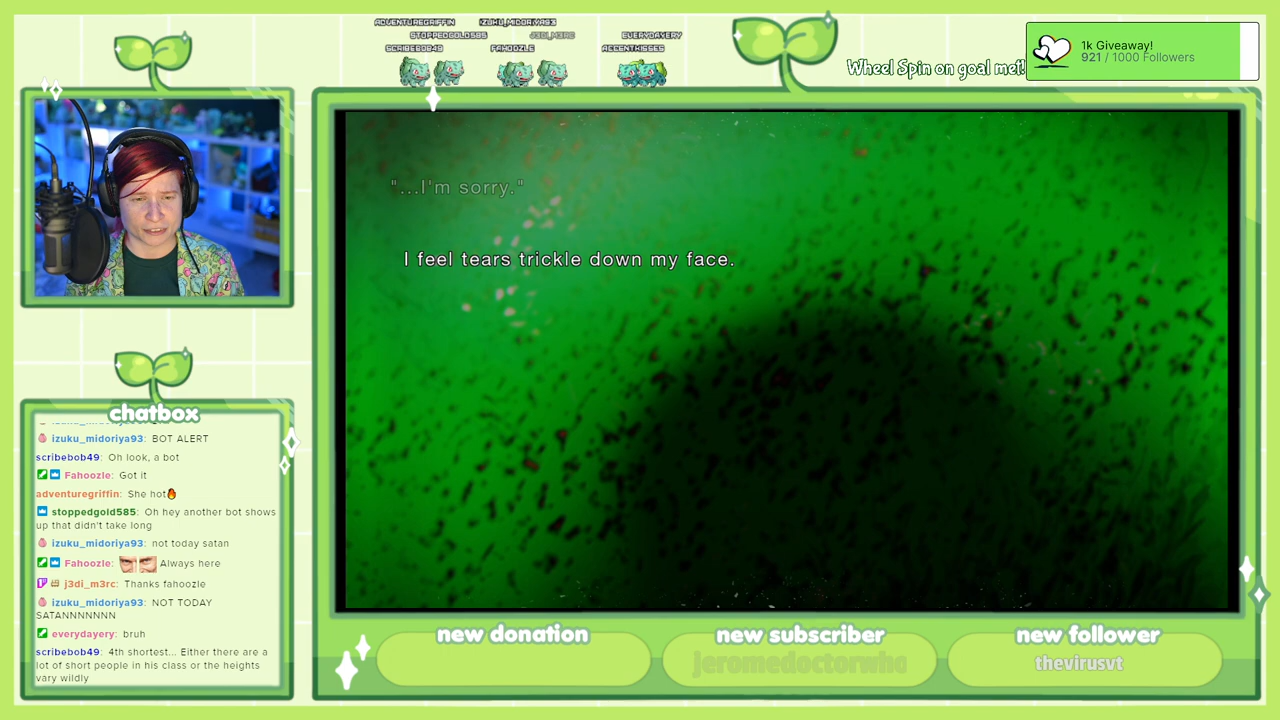 ADVENTUREGRIFFIN IZUKU_MIDORIYA93
STOPPEDGOLD585 J3DI_M3RC EVERYDAYERY
SCRIBEBOB49 FAHOOZLE ACCENTKISSES
Wheel Spin on goal met!
1k Giveaway!
921 / 1000 Followers
"...I'm sorry."
I feel tears trickle down my face.
chatbox
izuku_midoriya93: BOT ALERT
scribebob49: Oh look, a bot
Fahoozle: Got it
adventuregriffin: She hot🔥
stoppedgold585: Oh hey another bot shows
up that didn't take long
izuku_midoriya93: not today satan
Fahoozle: Always here
j3di_m3rc: Thanks fahoozle
izuku_midoriya93: NOT TODAY
SATANNNNNN
everydayery: bruh
scribebob49: 4th shortest... Either there are a
lot of short people in his class or the heights
vary wildly
new donation
new subscriber
jeromedoctorwho
new follower
thevirusvt